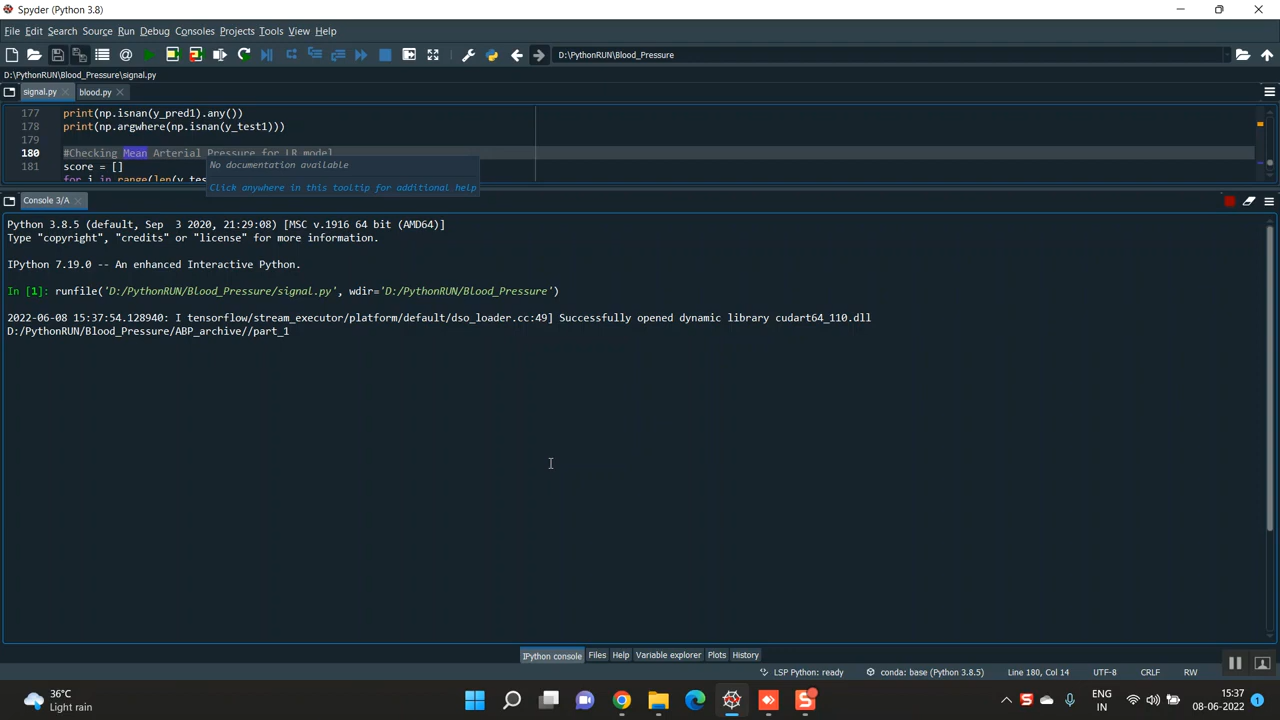 Spyder (Python 3.8)
File Edit Search Source Run Debug Consoles Projects Tools View Help
D:\PythonRUN\Blood_Pressure
D:\PythonRUN\Blood_Pressure\signal.py
signal.py blood.py
177 print(np.isnan(y_pred1).any())
178 print(np.argwhere(np.isnan(y_test1)))
179
180 #Checking Mean Arterial Pressure for LR model
No documentation available
181 score = []
for i in range(len(y_tes
Click anywhere in this tooltip for additional help
Console 3/A
Python 3.8.5 (default, Sep 3 2020, 21:29:08) [MSC v.1916 64 bit (AMD64)]
Type "copyright", "credits" or "license" for more information.
IPython 7.19.0 -- An enhanced Interactive Python.
In [1]: runfile('D:/PythonRUN/Blood_Pressure/signal.py', wdir='D:/PythonRUN/Blood_Pressure')
2022-06-08 15:37:54.128940: I tensorflow/stream_executor/platform/default/dso_loader.cc:49] Successfully opened dynamic library cudart64_110.dll
D:/PythonRUN/Blood_Pressure/ABP_archive//part_1
IPython console Files Help Variable explorer Plots History
LSP Python: ready conda: base (Python 3.8.5) Line 180, Col 14 UTF-8 CRLF RW
36°C
Light rain
ENG
IN
15:37
08-06-2022
1